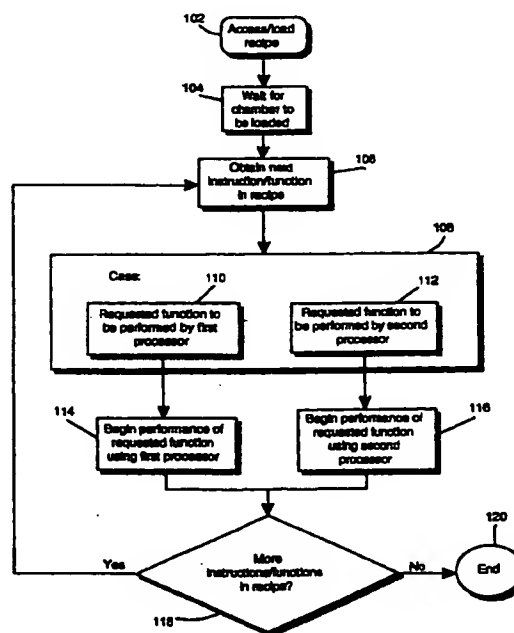 102
Access/load
recipe
104
Wait for
chamber to
be loaded
106
Obtain next
instruction/function
in recipe
108
Case:
110
Requested function to
be performed by first
processor
112
Requested function to
be performed by second
processor
114
Begin performance of
requested function
using first processor
116
Begin performance of
requested function
using second
processor
Yes
More
instructions/functions
in recipe?
118
No
120
End